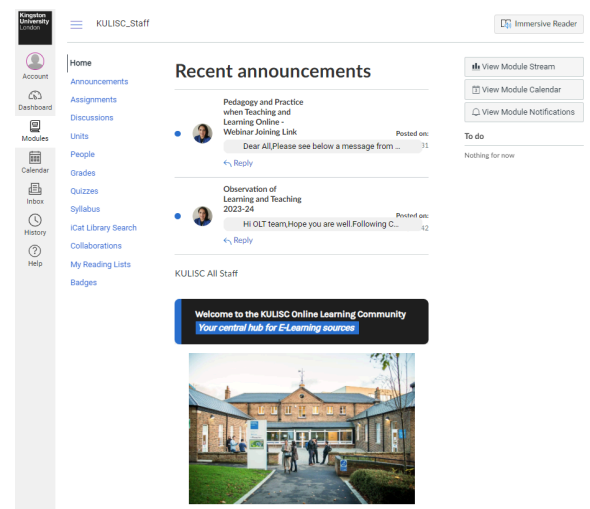 Kingston
University
London
KULISC_Staff
Immersive Reader
Account
Dashboard
Modules
Calendar
Inbox
History
Help
Home
Announcements
Assignments
Discussions
Units
People
Grades
Quizzes
Syllabus
iCat Library Search
Collaborations
My Reading Lists
Badges
Recent announcements
Pedagogy and Practice
when Teaching and
Learning Online -
Webinar Joining Link
Posted on:
Dear All,Please see below a message from ...
31
Reply
Observation of
Learning and Teaching
2023-24
Posted on:
Hi OLT team,Hope you are well.Following C...
42
Reply
KULISC All Staff
Welcome to the KULISC Online Learning Community
Your central hub for E-Learning sources
View Module Stream
View Module Calendar
View Module Notifications
To do
Nothing for now